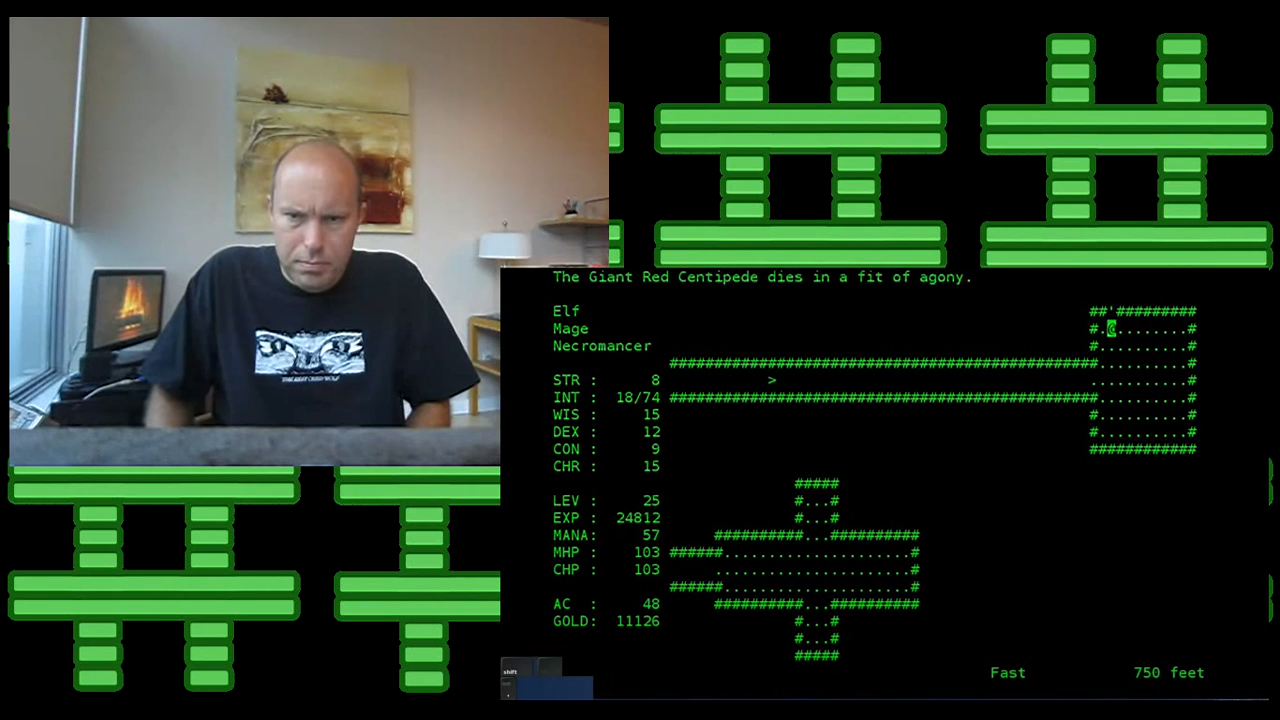 The Giant Red Centipede dies in a fit of agony.
Elf
Mage
Necromancer
STR : 8
INT : 18/74
WIS : 15
DEX : 12
CON : 9
CHR : 15
LEV : 25
EXP : 24812
MANA: 57
MHP : 103
CHP : 103
AC : 48
GOLD: 11126
##'#########
#.@........#
#..........#
#################################################..........#
> ...........#
#################################################..........#
#..........#
#..........#
############
#####
#...#
#...#
##########...##########
######.....................#
......................#
######.....................#
##########...##########
#...#
#...#
#####
shift
Fast 750 feet